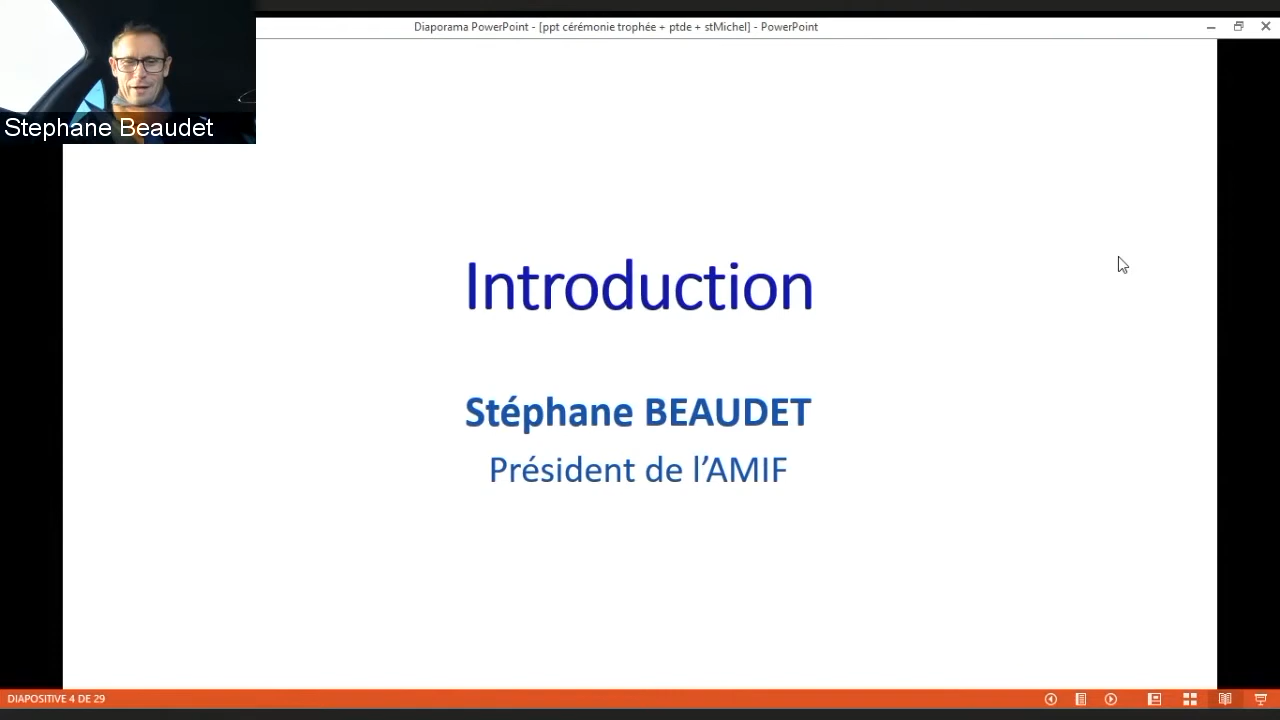 Diaporama PowerPoint - [ppt cérémonie trophée + ptde + stMichel] - PowerPoint
Stephane Beaudet
Introduction
Stéphane BEAUDET
Président de l'AMIF
DIAPOSITIVE 4 DE 29